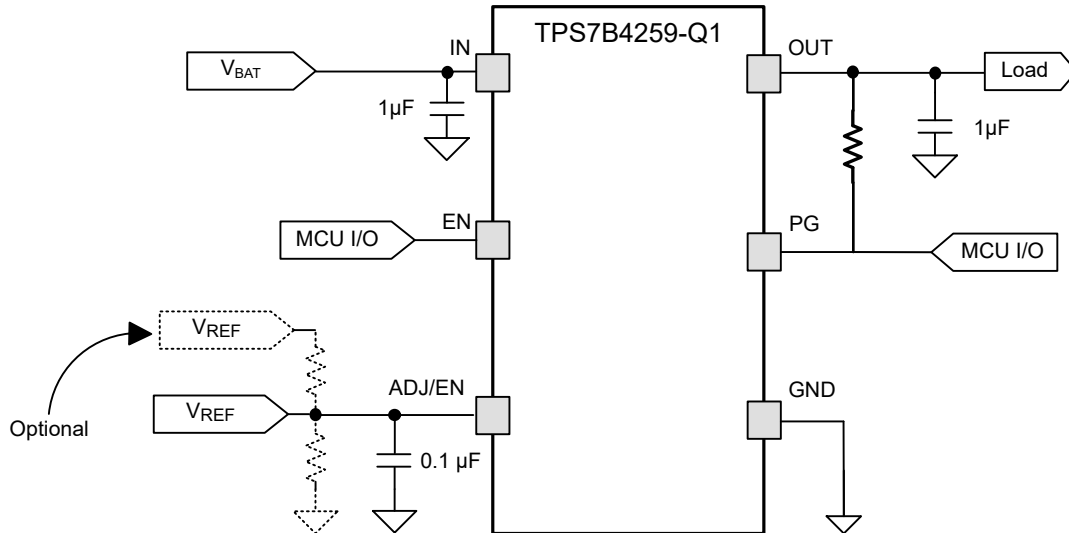 TPS7B4259-Q1
IN
OUT
VBAT
Load
1µF
1µF
EN
PG
MCU I/O
MCU I/O
VREF
ADJ/EN
GND
VREF
Optional
0.1 µF